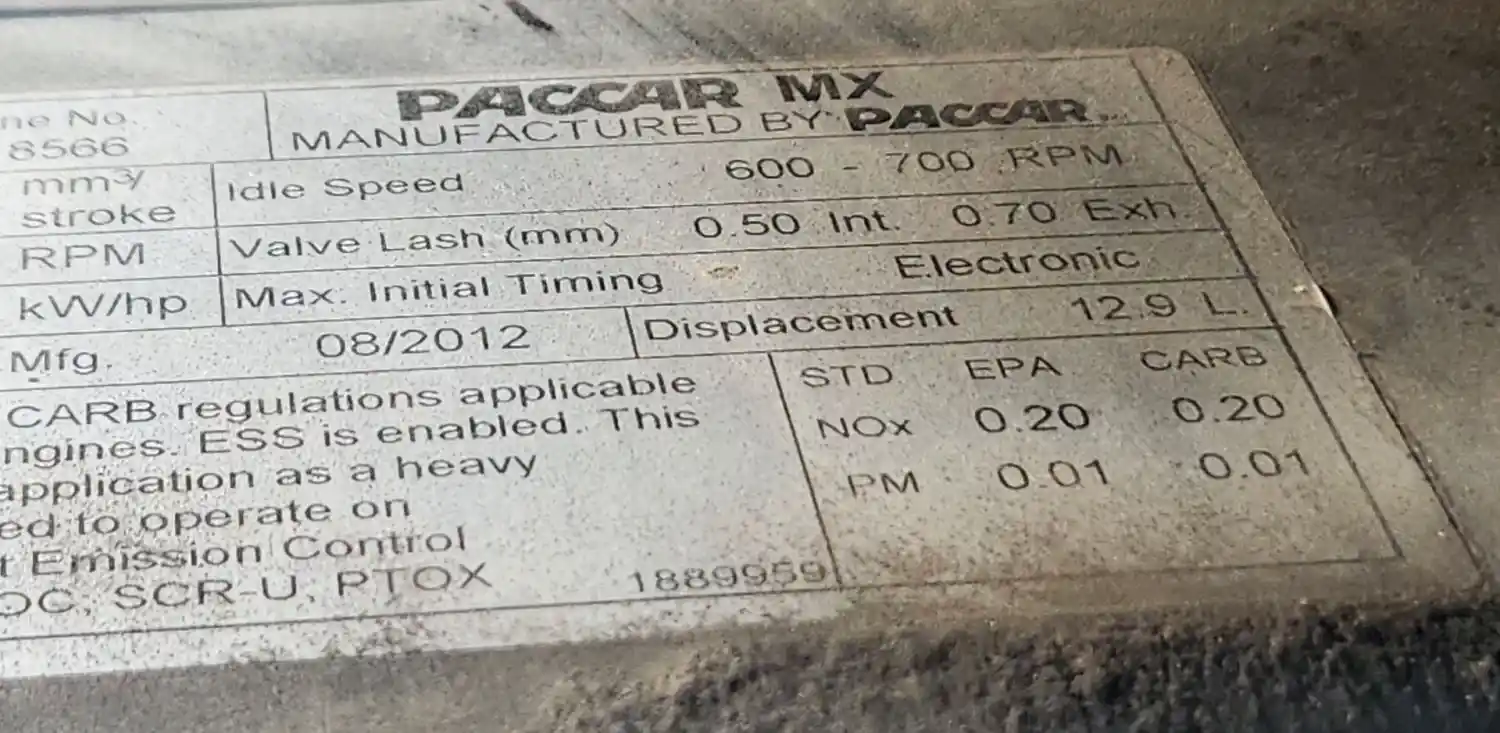 ne No. PACCAR MX
8566 MANUFACTURED BY PACCAR
mm³/ stroke Idle Speed 600 - 700 RPM
RPM Valve Lash (mm) 0.50 Int. 0.70 Exh.
kW/hp Max. Initial Timing Electronic
Mfg. 08/2012 Displacement 12.9 L.
CARB regulations applicable STD EPA CARB
ngines. ESS is enabled. This NOx 0.20 0.20
application as a heavy PM 0.01 0.01
ed to operate on
t Emission Control
OC, SCR-U, PTOX 1889959